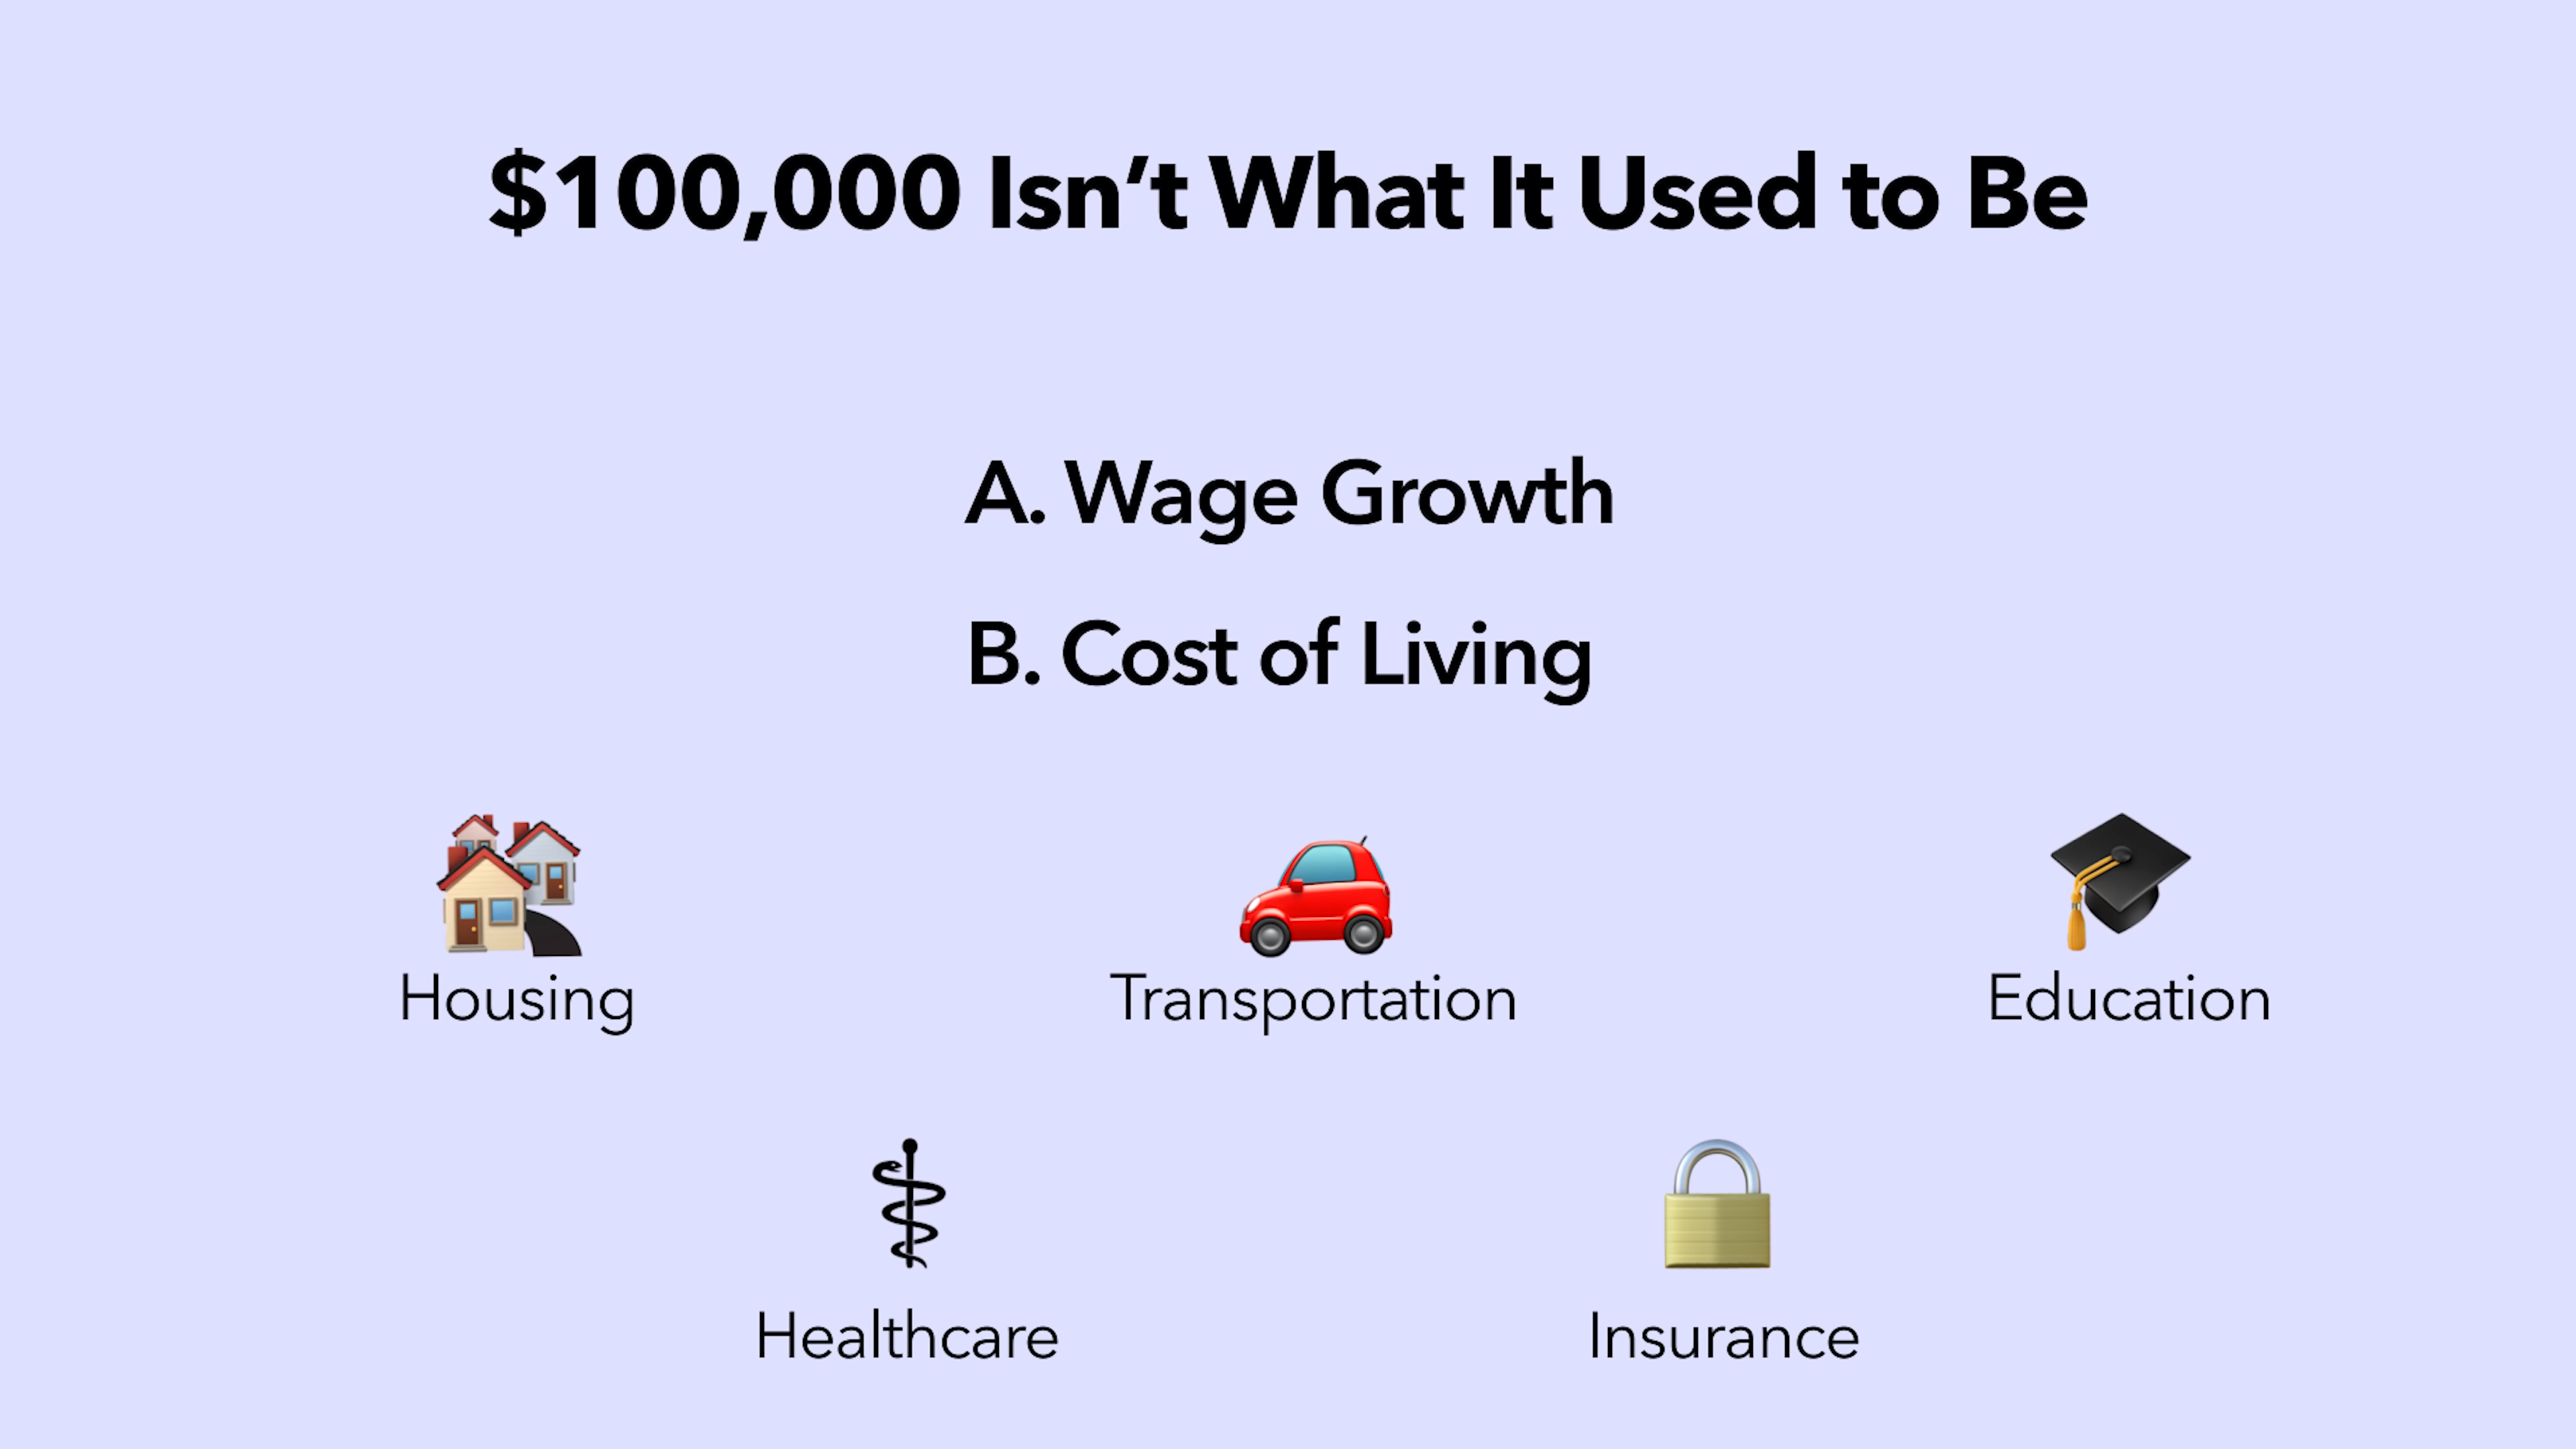 $100,000 Isn’t What It Used to Be
A. Wage Growth
B. Cost of Living
Housing
Transportation
Education
Healthcare
Insurance